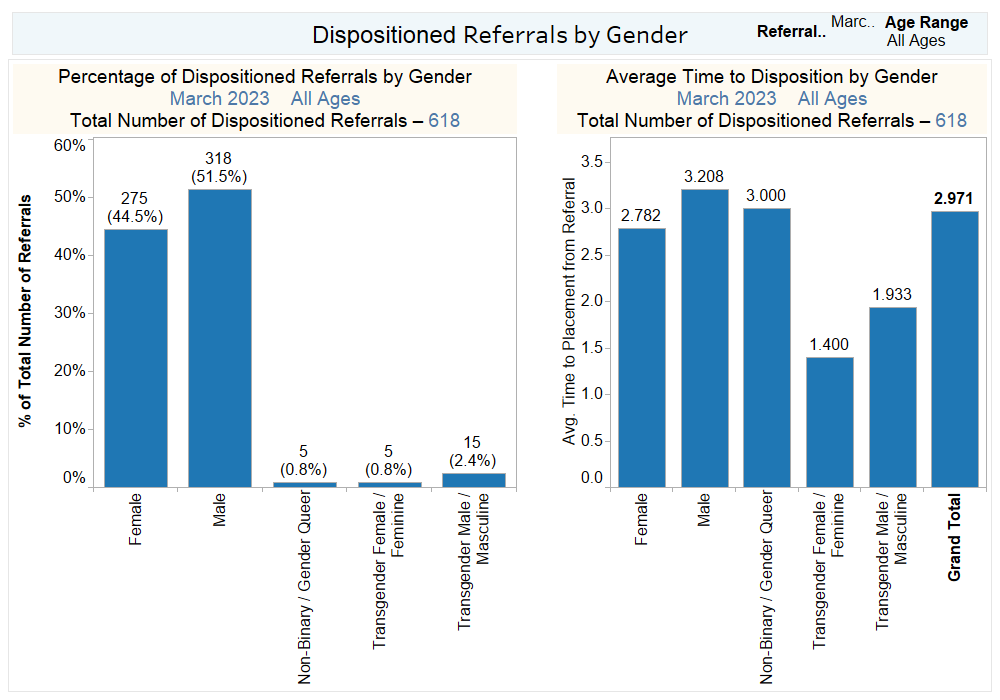 Dispositioned Referrals by Gender
Referral..
Marc..
Age Range
All Ages
Percentage of Dispositioned Referrals by Gender
March 2023 All Ages
Total Number of Dispositioned Referrals – 618
% of Total Number of Referrals
60%
50%
40%
30%
20%
10%
0%
275
(44.5%)
318
(51.5%)
5
(0.8%)
5
(0.8%)
15
(2.4%)
Female
Male
Non-Binary / Gender Queer
Transgender Female /
Feminine
Transgender Male /
Masculine
Average Time to Disposition by Gender
March 2023 All Ages
Total Number of Dispositioned Referrals – 618
Avg. Time to Placement from Referral
3.5
3.0
2.5
2.0
1.5
1.0
0.5
0.0
2.782
3.208
3.000
1.400
1.933
2.971
Female
Male
Non-Binary / Gender Queer
Transgender Female /
Feminine
Transgender Male /
Masculine
Grand Total